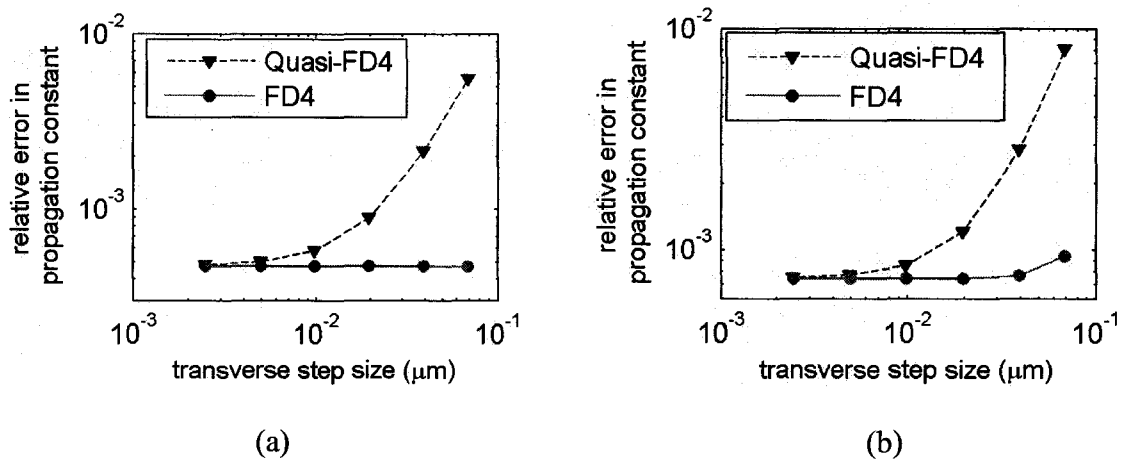 10^-2
Quasi-FD4
FD4
10^-3
relative error in
propagation constant
10^-3
10^-2
10^-1
transverse step size (μm)
(a)
10^-2
Quasi-FD4
FD4
10^-3
relative error in
propagation constant
10^-3
10^-2
10^-1
transverse step size (μm)
(b)